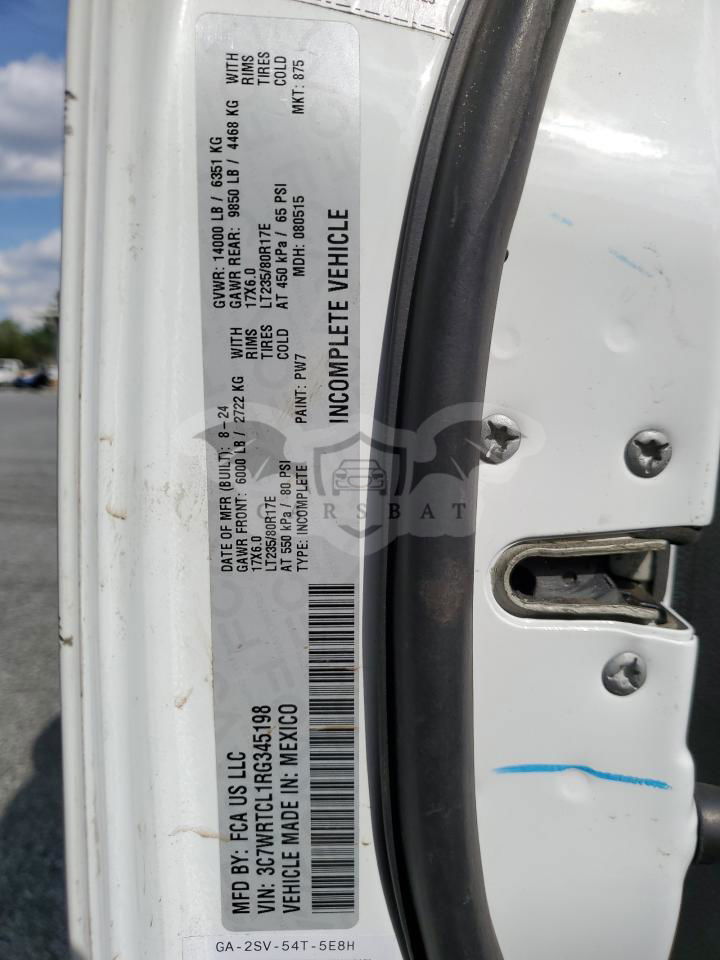 MFD BY: FCA US LLC
DATE OF MFR (BUILT): 8-24
GVWR: 14000 LB / 6351 KG
GAWR FRONT: 6000 LB / 2722 KG WITH
GAWR REAR: 9850 LB / 4468 KG WITH
17X6.0 RIMS
17X6.0 RIMS
LT235/80R17E TIRES
LT235/80R17E TIRES
AT 550 kPa / 80 PSI COLD
AT 450 kPa / 65 PSI COLD
VIN: 3C7WRTCL1RG345198
TYPE: INCOMPLETE PAINT: PW7 MDH: 080515 MKT: 875
VEHICLE MADE IN: MEXICO
INCOMPLETE VEHICLE
CARSBAT
GA-2SV-54T-5E8H